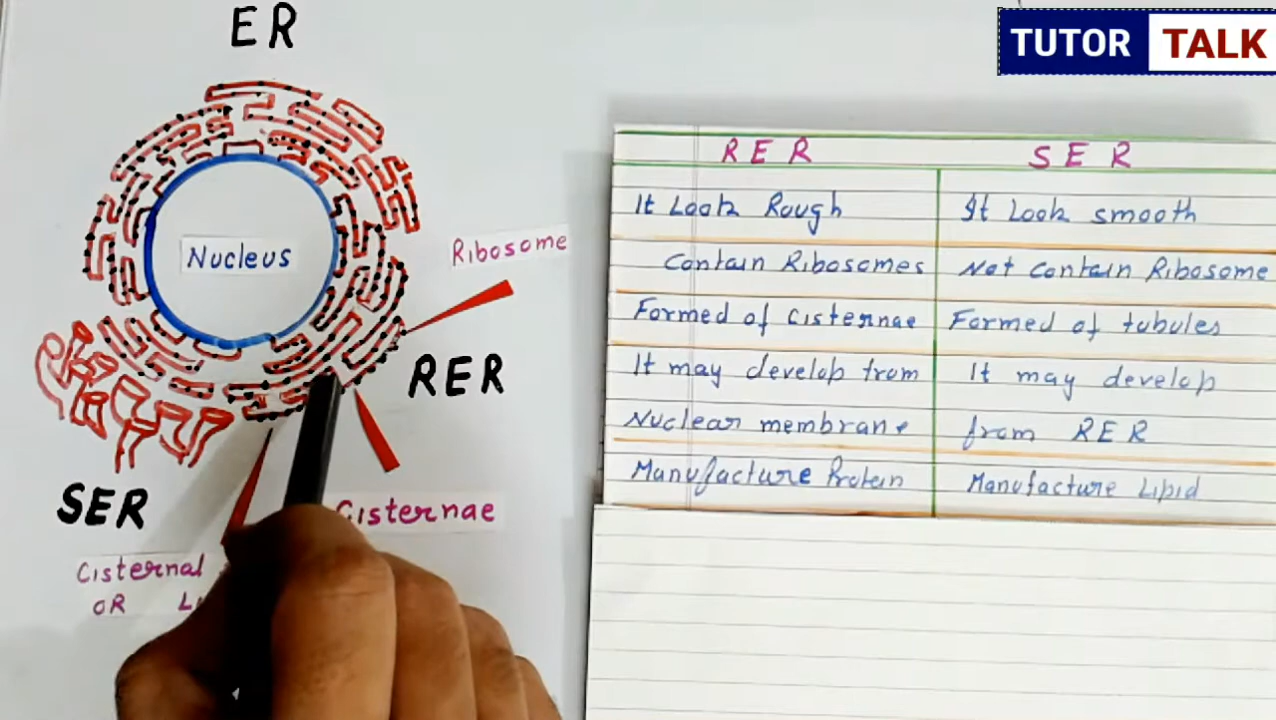 ER
TUTOR TALK
Nucleus
Ribosome
RER
SER
Cisternae
Cisternal
OR
RER SER
It Look Rough It Look smooth
Contain Ribosomes Not Contain Ribosome
Formed of cisternae Formed of tubules
It may develop from It may develop
Nuclear membrane from RER
Manufacture Protein Manufacture Lipid